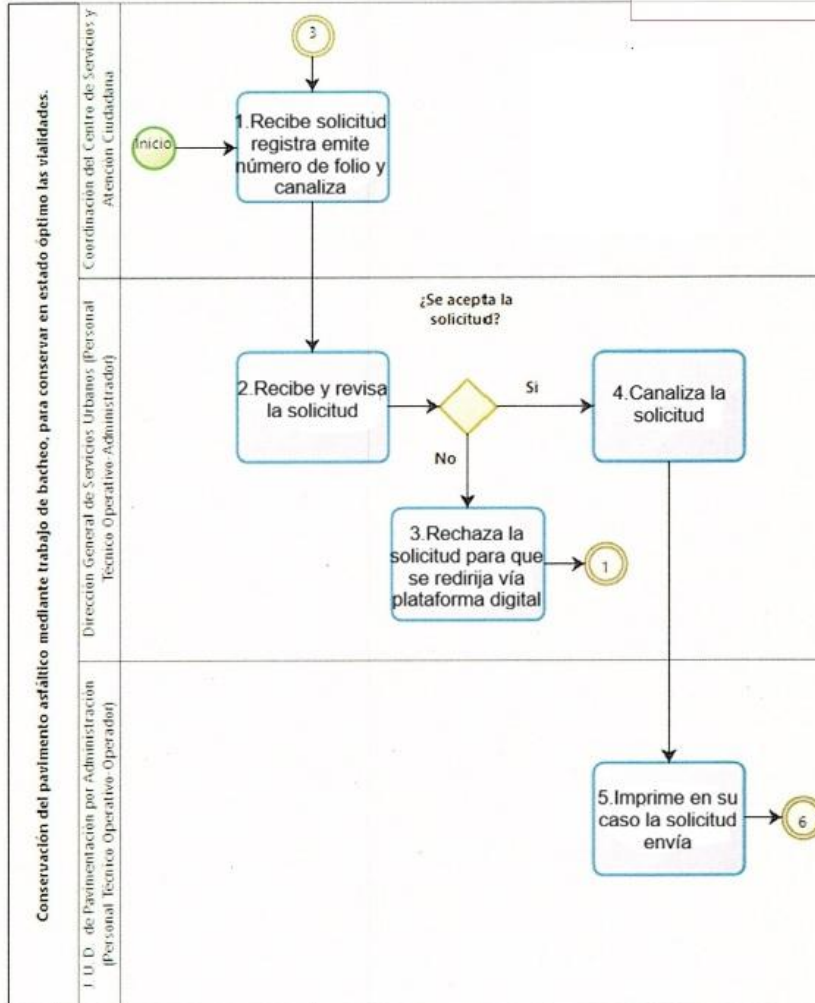 Conservación del pavimento asfáltico mediante trabajo de bacheo, para conservar en estado óptimo las vialidades.
Coordinación del Centro de Servicios y
Atención Ciudadana
3
Inicio
1.Recibe solicitud
registra emite
número de folio y
canaliza
Dirección General de Servicios Urbanos (Personal
Técnico Operativo-Administrador)
¿Se acepta la
solicitud?
2.Recibe y revisa
la solicitud
Si
4.Canaliza la
solicitud
No
3.Rechaza la
solicitud para que
se redirija vía
plataforma digital
1
J.U.D. de Pavimentación por Administración
(Personal Técnico Operativo-Operador)
5.Imprime en su
caso la solicitud
envía
6